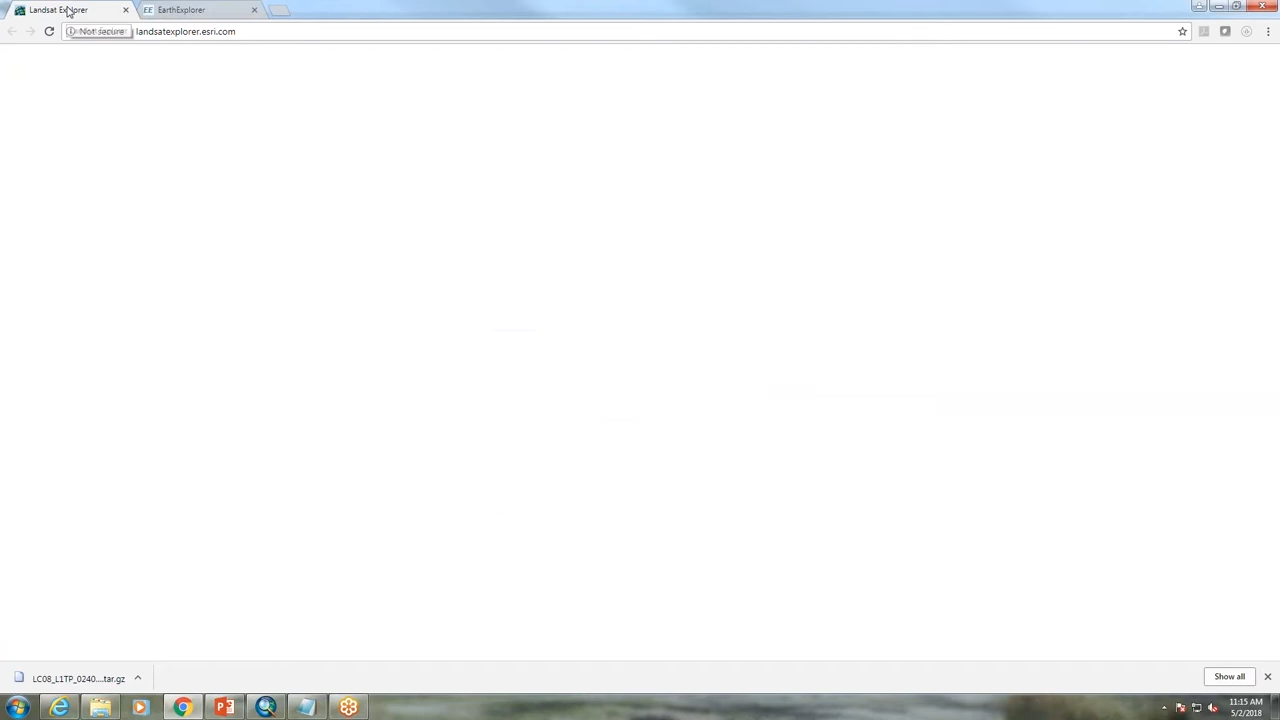 Landsat Explorer
EE EarthExplorer
Not secure landsatexplorer.esri.com
LC08_L1TP_0240....tar.gz
Show all
11:15 AM
5/2/2018